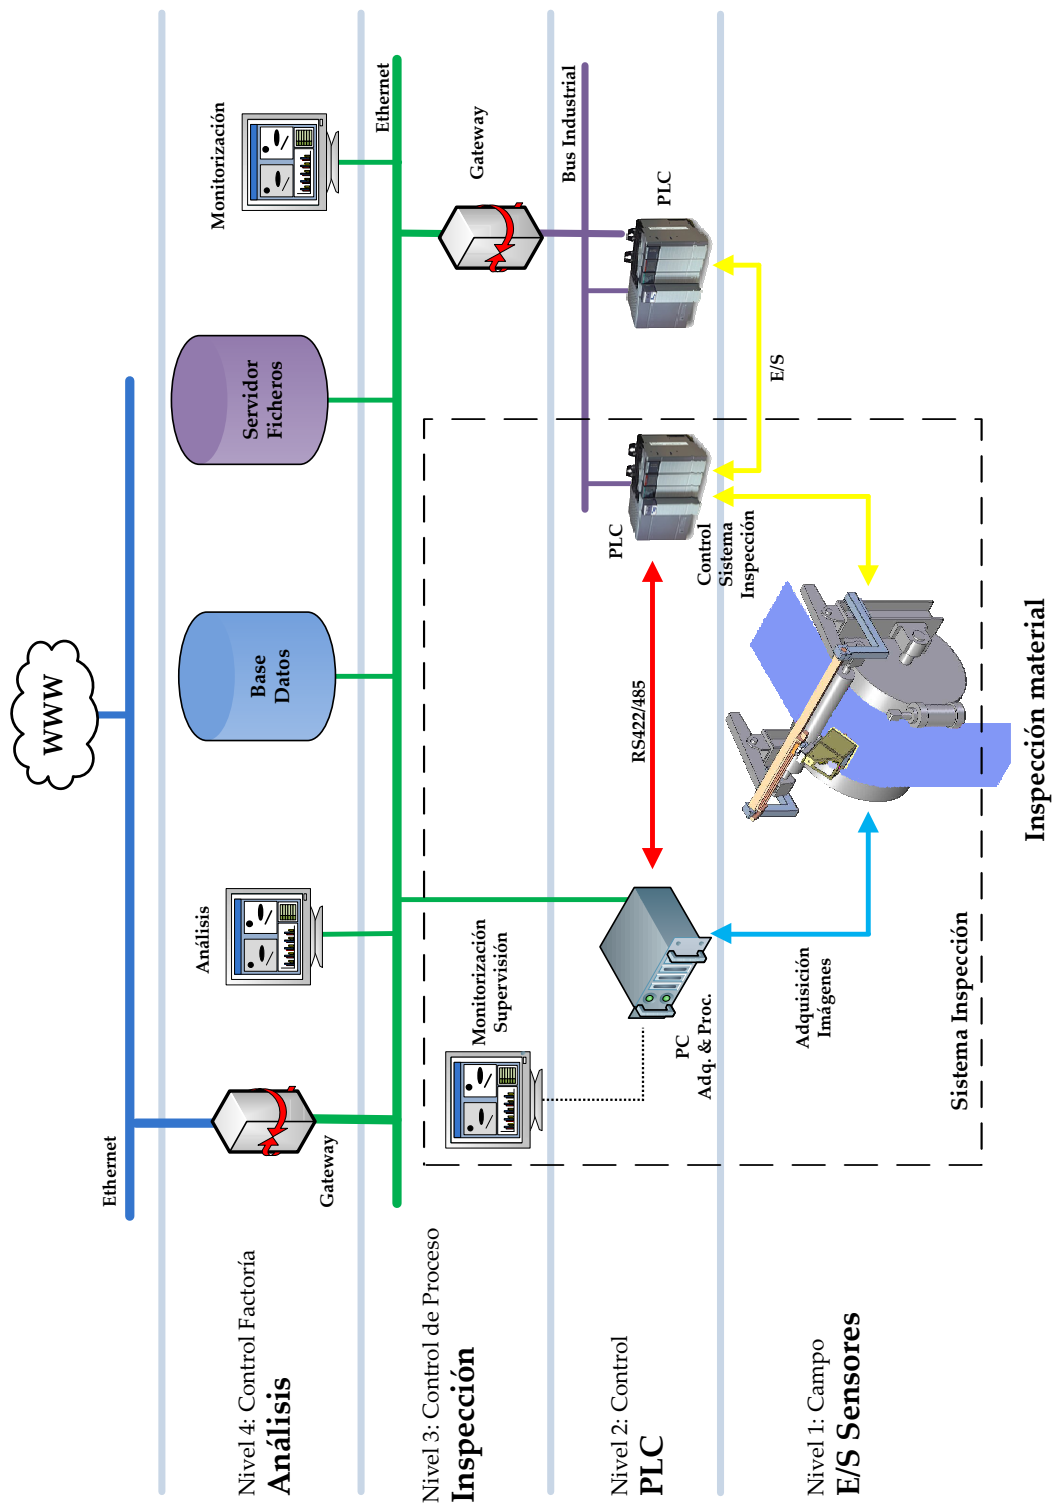 WWW
Ethernet
Nivel 4: Control Factoría
Análisis
Gateway
Análisis
Base
Datos
Servidor
Ficheros
Monitorización
Ethernet
Nivel 3: Control de Proceso
Inspección
Monitorización
Supervisión
Gateway
Bus Industrial
Nivel 2: Control
PLC
PC
Adq. & Proc.
RS422/485
PLC
Control
Sistema
Inspección
PLC
E/S
Nivel 1: Campo
E/S Sensores
Adquisición
Imágenes
Sistema Inspección
Inspección material